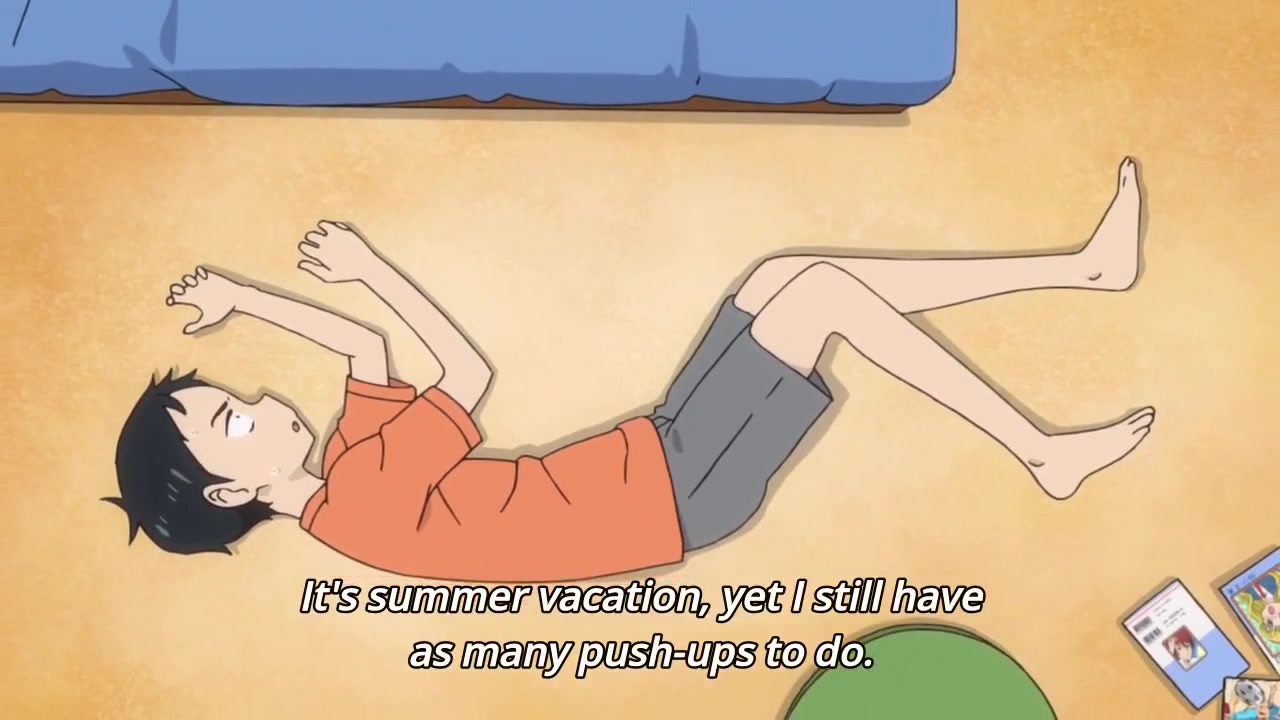 It's summer vacation, yet I still have
as many push-ups to do.